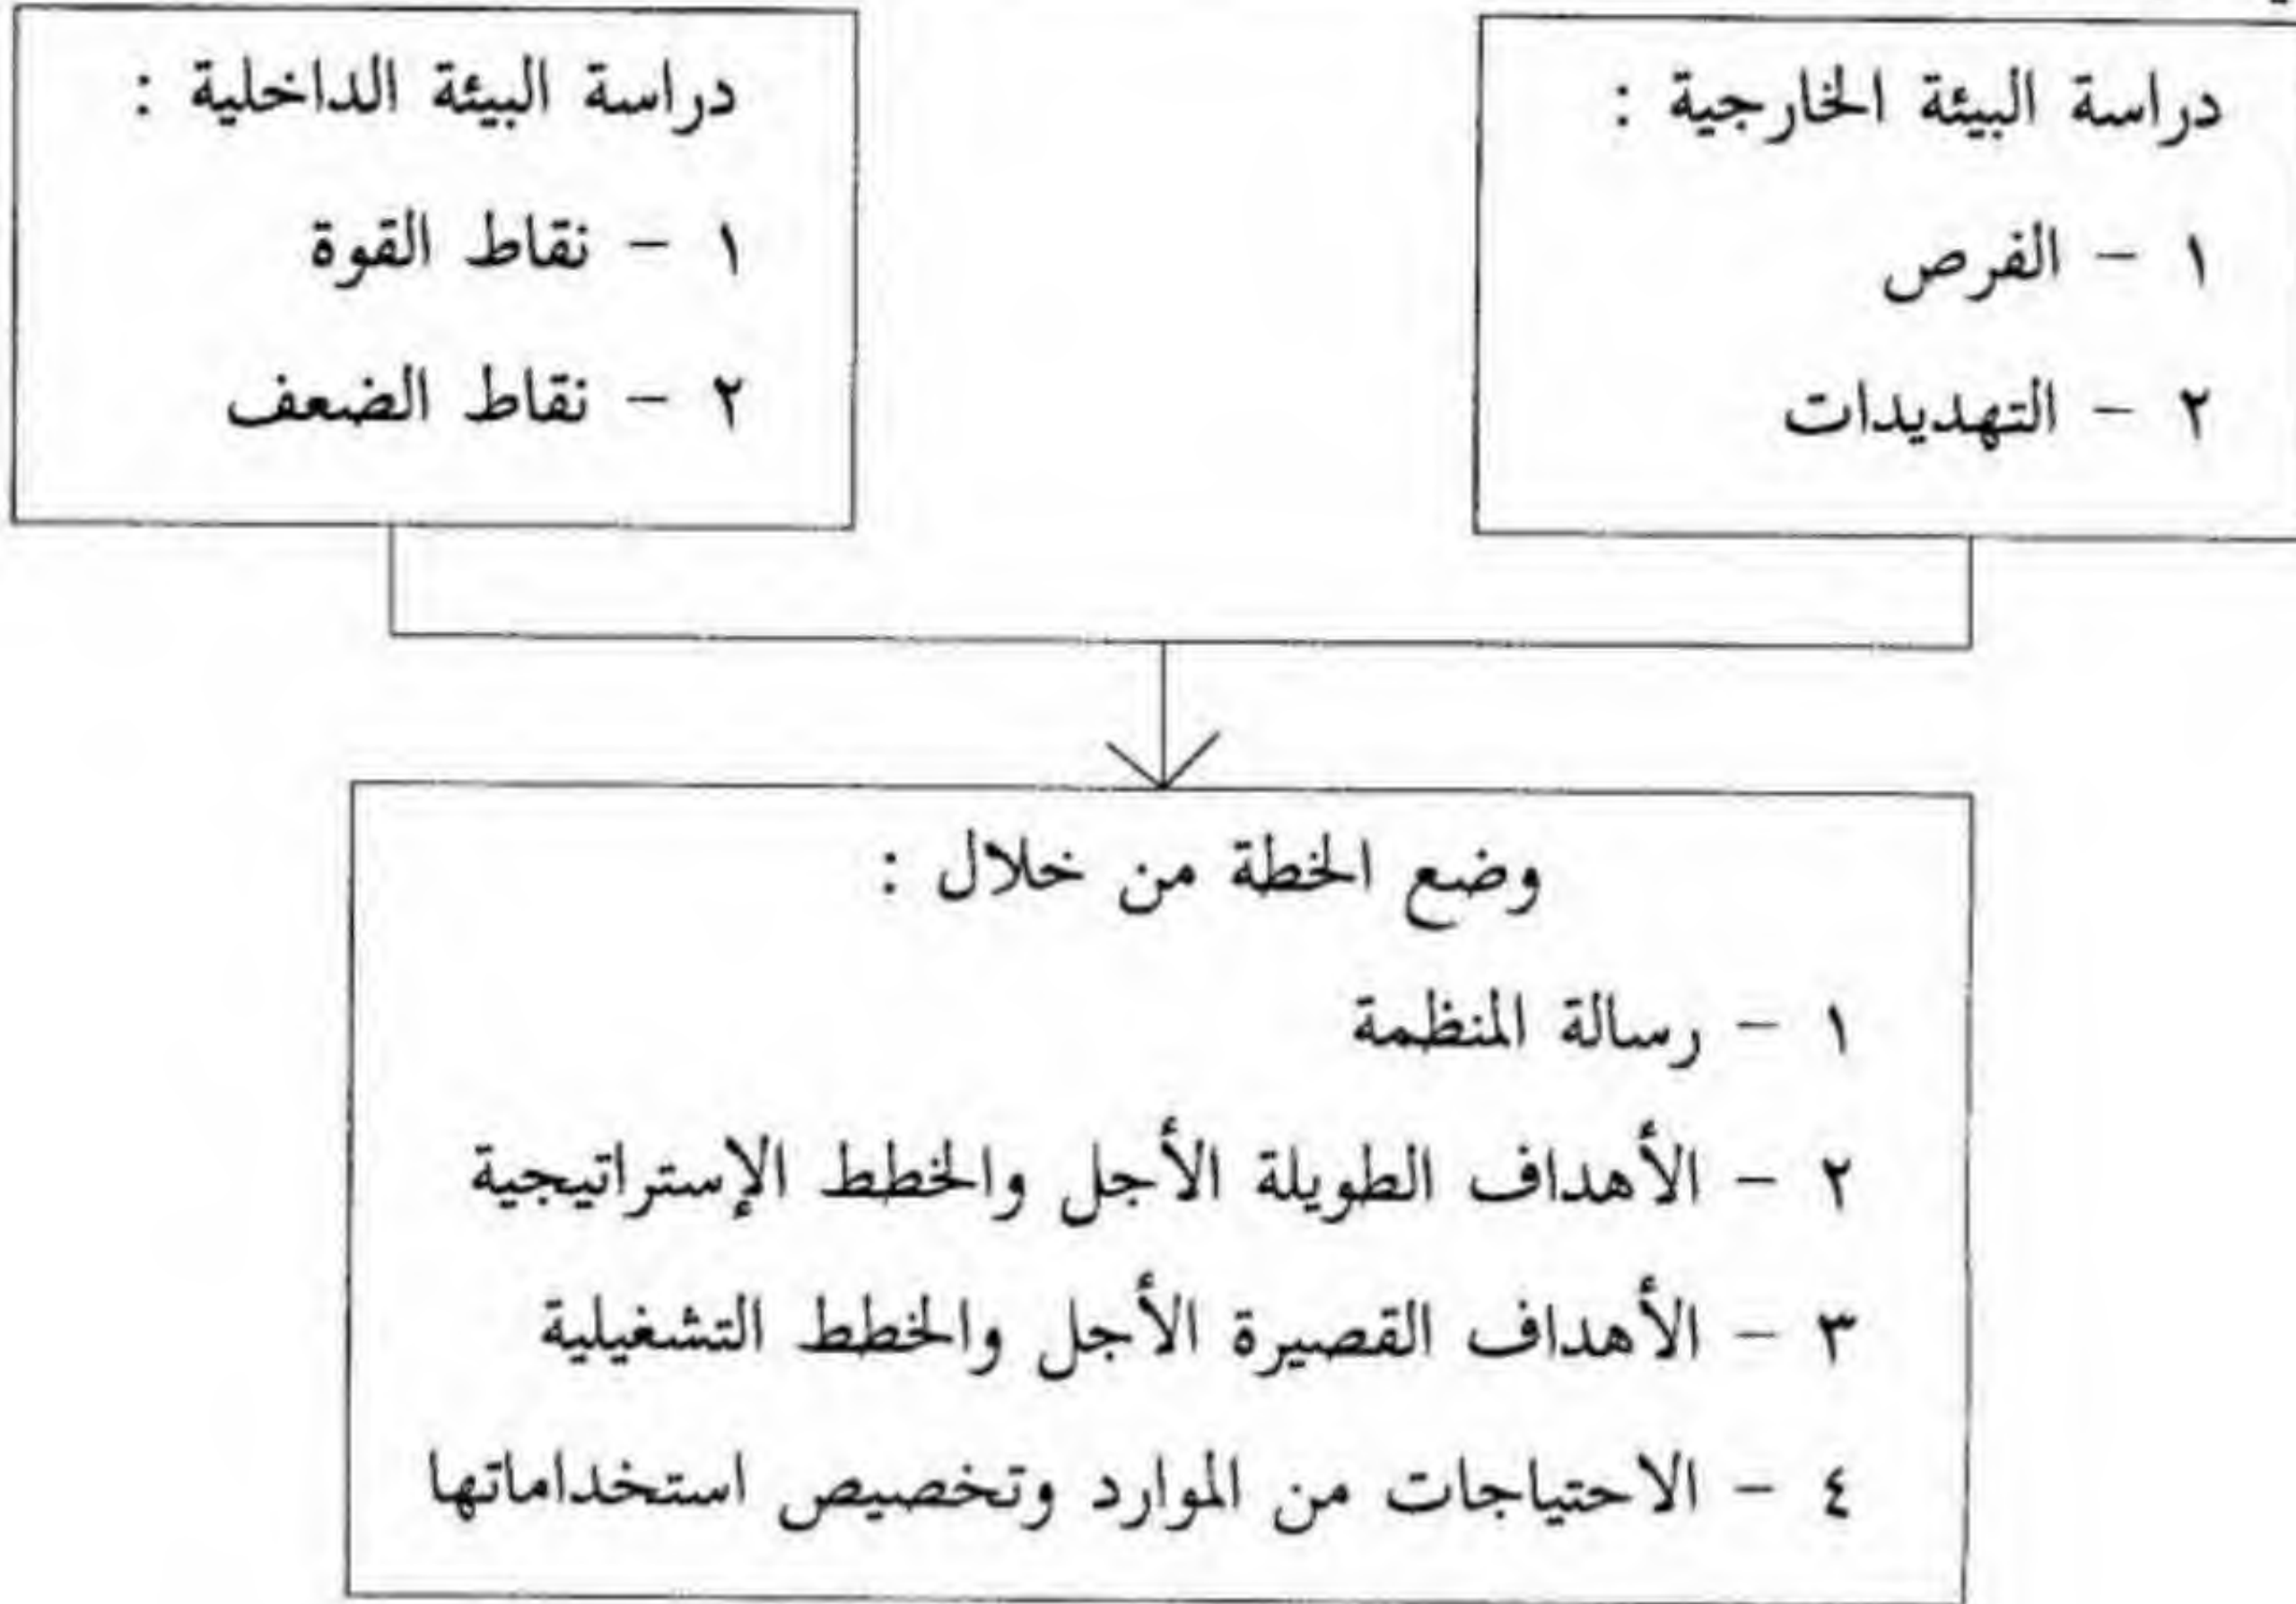 دراسة البيئة الخارجية :
١ - الفرص
٢ - التهديدات
دراسة البيئة الداخلية :
١ - نقاط القوة
٢ - نقاط الضعف
وضع الخطة من خلال :
١ - رسالة المنظمة
٢ - الأهداف الطويلة الأجل والخطط الإستراتيجية
٣ - الأهداف القصيرة الأجل والخطط التشغيلية
٤ - الاحتياجات من الموارد وتخصيص استخداماتها